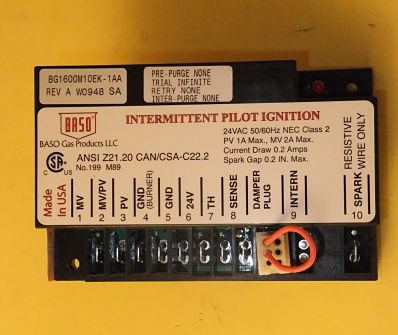 BG1600M10EK-1AA
REV A WO948 SA
PRE-PURGE NONE
TRIAL INFINITE
RETRY NONE
INTER-PURGE NONE
BASO
BASO Gas Products LLC
INTERMITTENT PILOT IGNITION
24VAC 50/60Hz NEC Class 2
PV 1A Max., MV 2A Max.
Current Draw 0.2 Amps
Spark Gap 0.2 IN. Max.
ANSI Z21.20 CAN/CSA-C22.2
No.199 M89
C US
Made
In USA
MV 1
MV/PV 2
PV 3
GND (BURNER) 4
GND 5
24V 6
TH 7
SENSE 8
DAMPER PLUG
INTERN 9
SPARK 10
RESISTIVE
WIRE ONLY